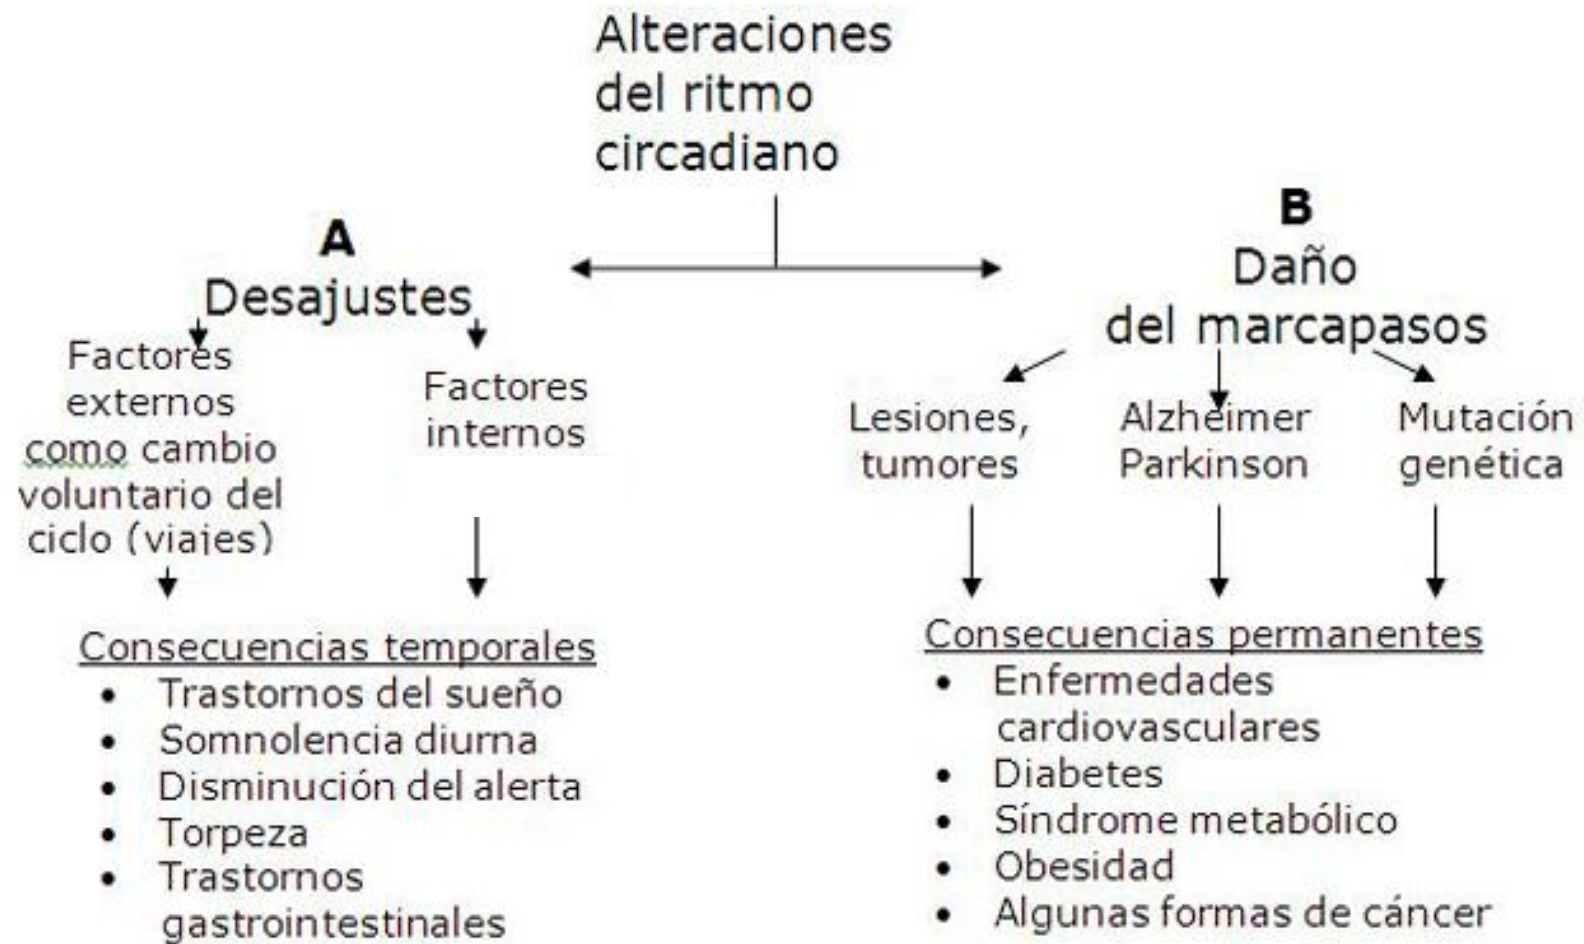 Alteraciones
del ritmo
circadiano
A
Desajustes
Factores
externos
como cambio
voluntario del
ciclo (viajes)
Factores
internos
Consecuencias temporales
• Trastornos del sueño
• Somnolencia diurna
• Disminución del alerta
• Torpeza
• Trastornos
gastrointestinales
B
Daño
del marcapasos
Lesiones,
tumores
Alzheimer
Parkinson
Mutación
genética
Consecuencias permanentes
• Enfermedades
cardiovasculares
• Diabetes
• Síndrome metabólico
• Obesidad
• Algunas formas de cáncer